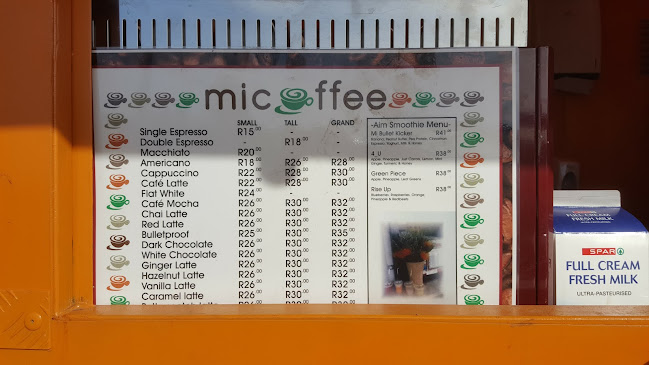 micoffee
SMALL TALL GRAND
Single Espresso R15.00 - -
Double Espresso - R18.00 -
Macchiato R20.00 - -
Americano R18.00 R26.00 R28.00
Cappuccino R22.00 R28.00 R30.00
Café Latte R22.00 R28.00 R30.00
Flat White R24.00 - -
Café Mocha R26.00 R30.00 R32.00
Chai Latte R26.00 R30.00 R32.00
Red Latte R26.00 R30.00 R32.00
Bulletproof R25.00 R30.00 R35.00
Dark Chocolate R26.00 R30.00 R32.00
White Chocolate R26.00 R30.00 R32.00
Ginger Latte R26.00 R30.00 R32.00
Hazelnut Latte R26.00 R30.00 R32.00
Vanilla Latte R26.00 R30.00 R32.00
Caramel latte R26.00 R30.00 R32.00
-Aim Smoothie Menu-
Mi Bullet Kicker R41.00
4 U R38.00
Green Piece R38.00
Apple, Pineapple, Leaf Greens
Rise Up R38.00
SPAR
FULL CREAM
FRESH MILK
ULTRA-PASTEURISED
FULL CREAM
FRESH MILK